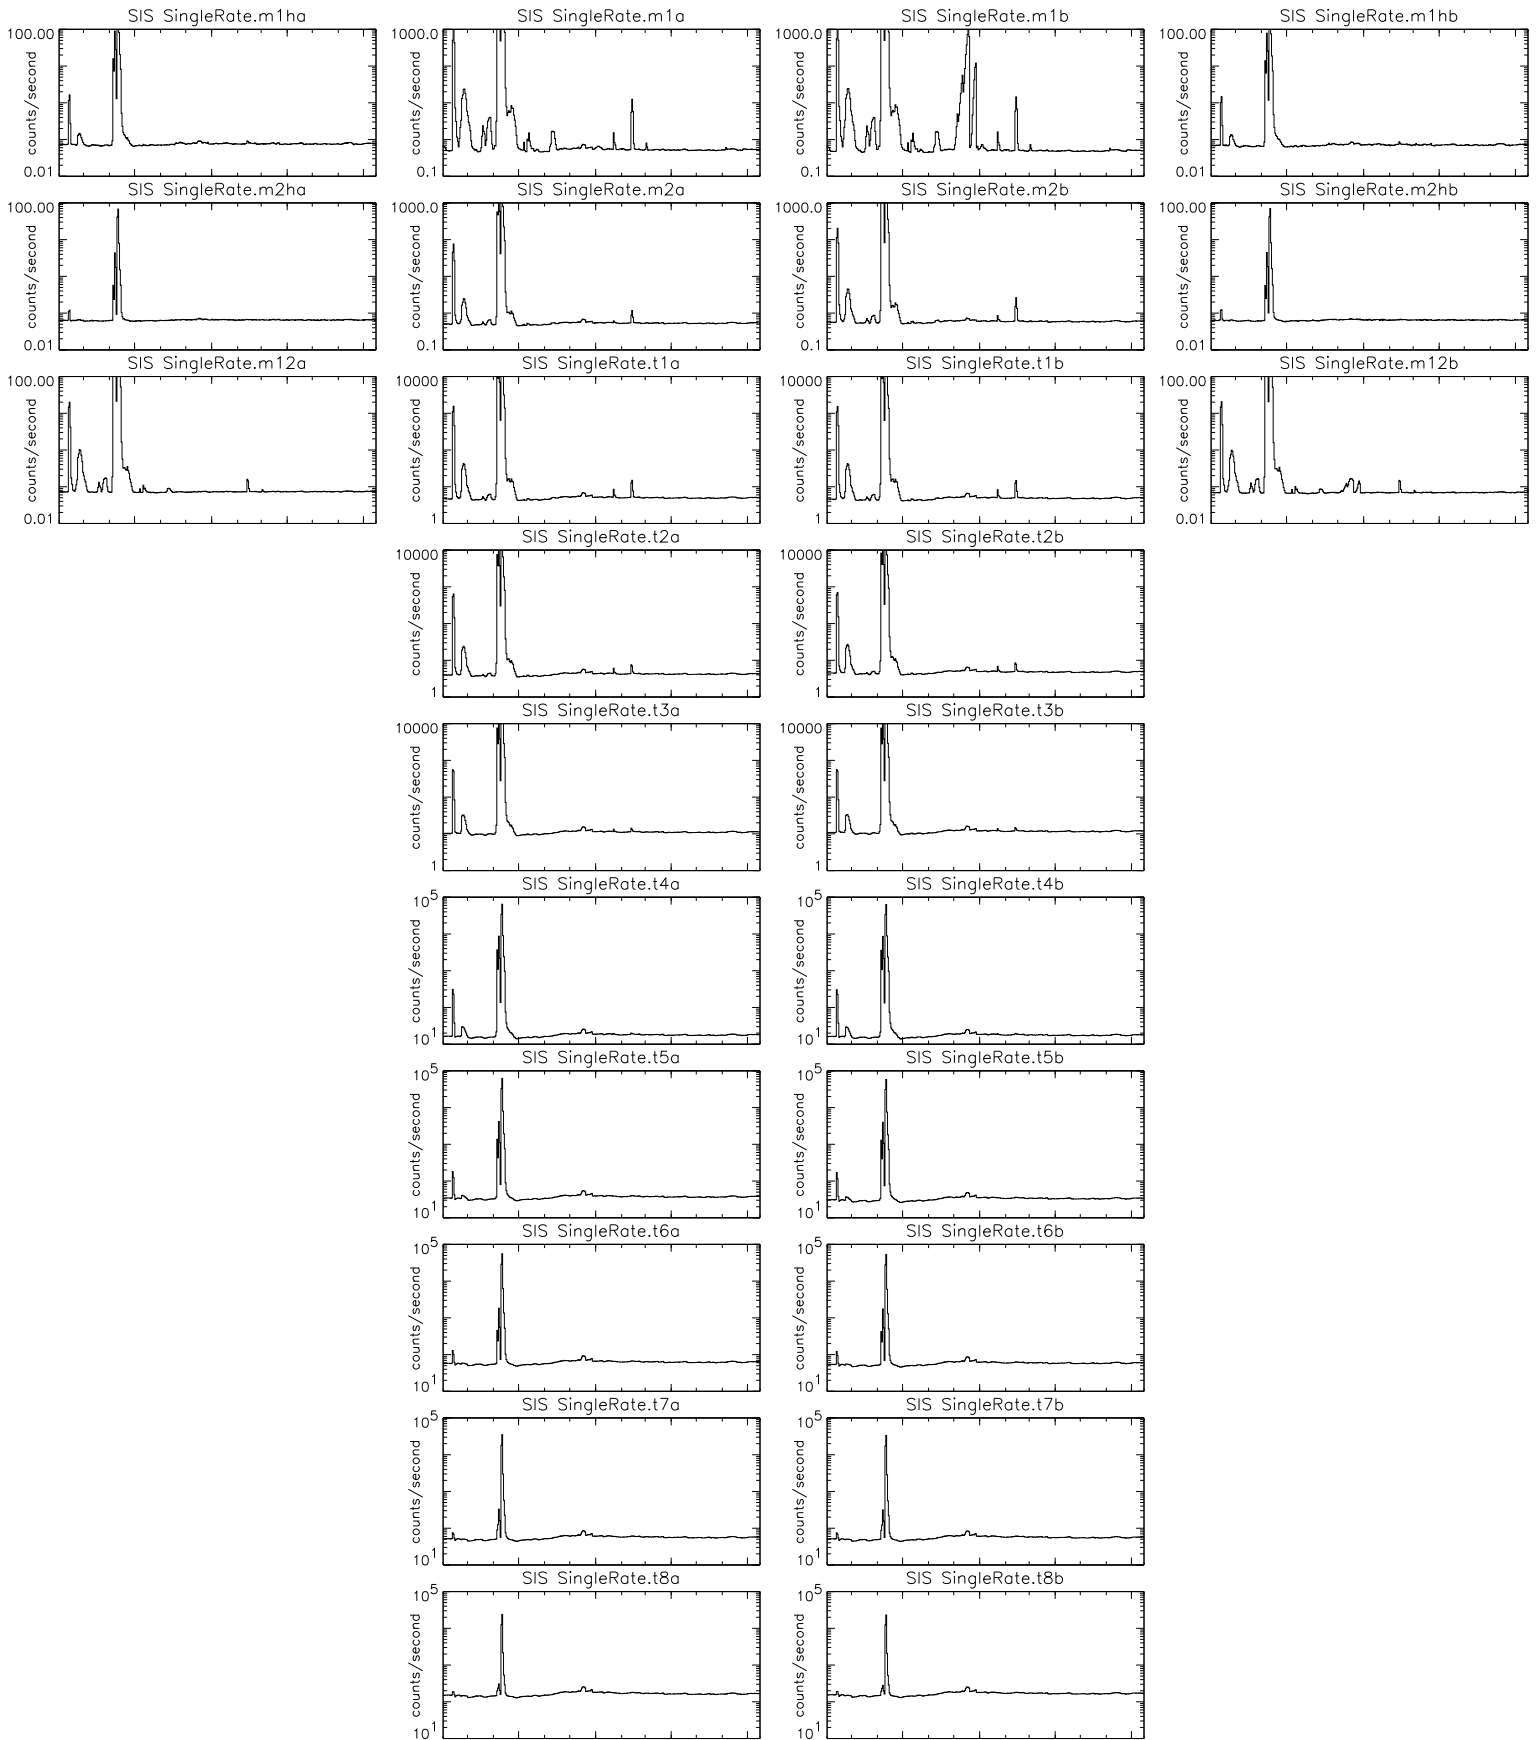 SIS SingleRate.m1ha SIS SingleRate.m1a SIS SingleRate.m1b SIS SingleRate.m1hb
100.00 1000.0 1000.0 100.00
counts/second counts/second counts/second counts/second
0.01 0.1 0.1 0.01
SIS SingleRate.m2ha SIS SingleRate.m2a SIS SingleRate.m2b SIS SingleRate.m2hb
100.00 1000.0 1000.0 100.00
counts/second counts/second counts/second counts/second
0.01 0.1 0.1 0.01
SIS SingleRate.m12a SIS SingleRate.t1a SIS SingleRate.t1b SIS SingleRate.m12b
100.00 10000 10000 100.00
counts/second counts/second counts/second counts/second
0.01 1 1 0.01
SIS SingleRate.t2a SIS SingleRate.t2b
10000 10000
counts/second counts/second
1 1
SIS SingleRate.t3a SIS SingleRate.t3b
10000 10000
counts/second counts/second
1 1
SIS SingleRate.t4a SIS SingleRate.t4b
10^5 10^5
counts/second counts/second
10^1 10^1
SIS SingleRate.t5a SIS SingleRate.t5b
10^5 10^5
counts/second counts/second
10^1 10^1
SIS SingleRate.t6a SIS SingleRate.t6b
10^5 10^5
counts/second counts/second
10^1 10^1
SIS SingleRate.t7a SIS SingleRate.t7b
10^5 10^5
counts/second counts/second
10^1 10^1
SIS SingleRate.t8a SIS SingleRate.t8b
10^5 10^5
counts/second counts/second
10^1 10^1